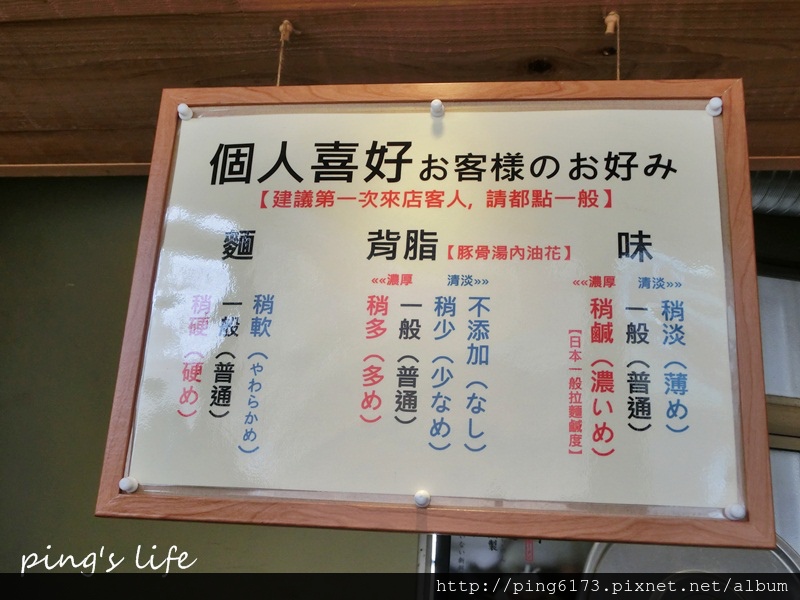 個人喜好お客様のお好み
【建議第一次來店客人, 請都點一般】
麵
稍硬(硬め)
一般(普通)
稍軟(やわらかめ)
背脂【豚骨湯內油花】
««濃厚 清淡»»
稍多(多め)
一般(普通)
稍少(少なめ)
不添加(なし)
味
««濃厚 清淡»»
【日本一般拉麵鹹度】
稍鹹(濃いめ)
一般(普通)
稍淡(薄め)
ping's life
http://ping6173.pixnet.net/album